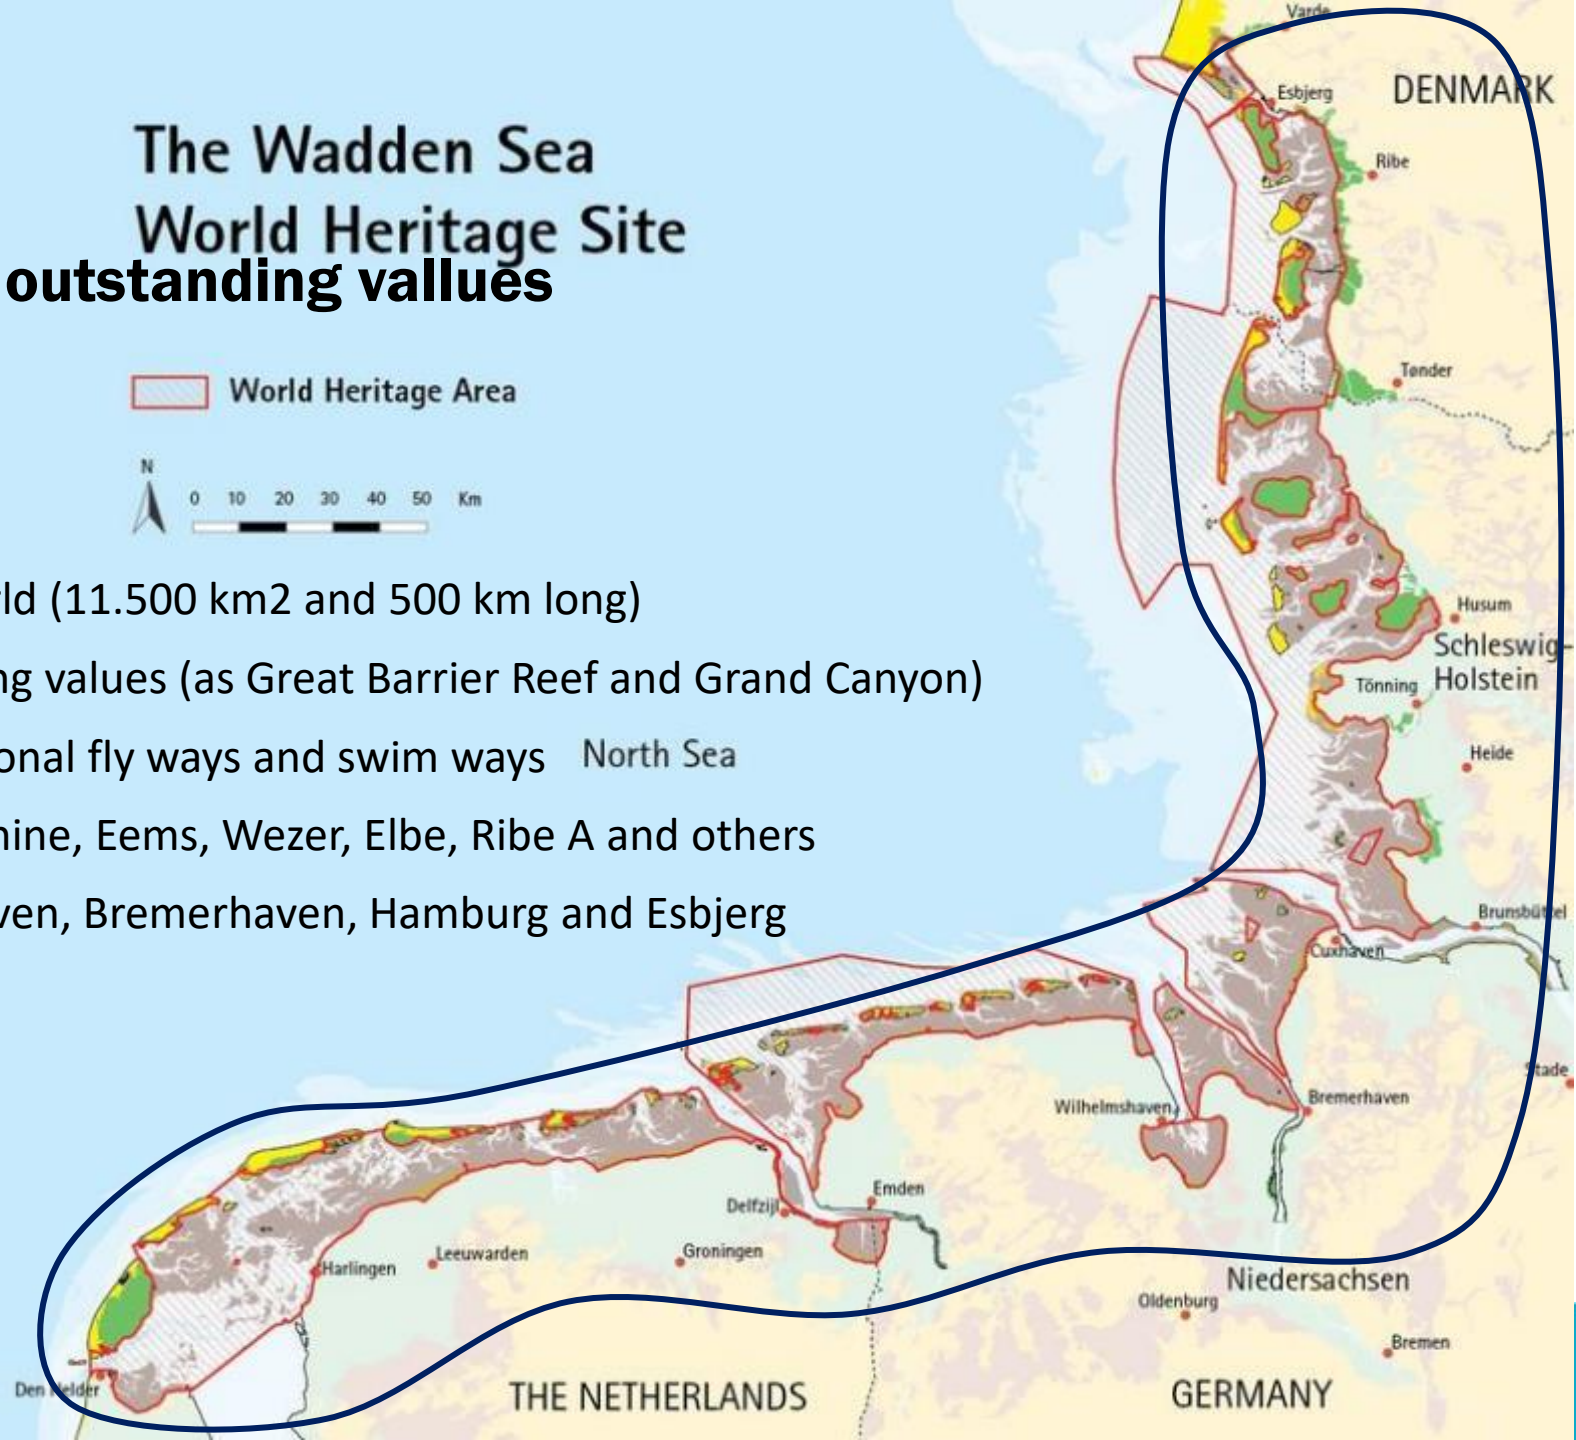 Varde
DENMARK
Esbjerg
The Wadden Sea
World Heritage Site
Ribe
outstanding vallues
Tønder
World Heritage Area
N
0 10 20 30 40 50 Km
ld (11.500 km2 and 500 km long)
Husum
Schleswig-
Holstein
ng values (as Great Barrier Reef and Grand Canyon)
Tönning
onal fly ways and swim ways
North Sea
Heide
ine, Eems, Wezer, Elbe, Ribe A and others
ven, Bremerhaven, Hamburg and Esbjerg
Brunsbüttel
Cuxhaven
Stade
Bremerhaven
Wilhelmshaven
Emden
Delfzijl
Groningen
Leeuwarden
Harlingen
Niedersachsen
Oldenburg
Bremen
Den Helder
THE NETHERLANDS
GERMANY